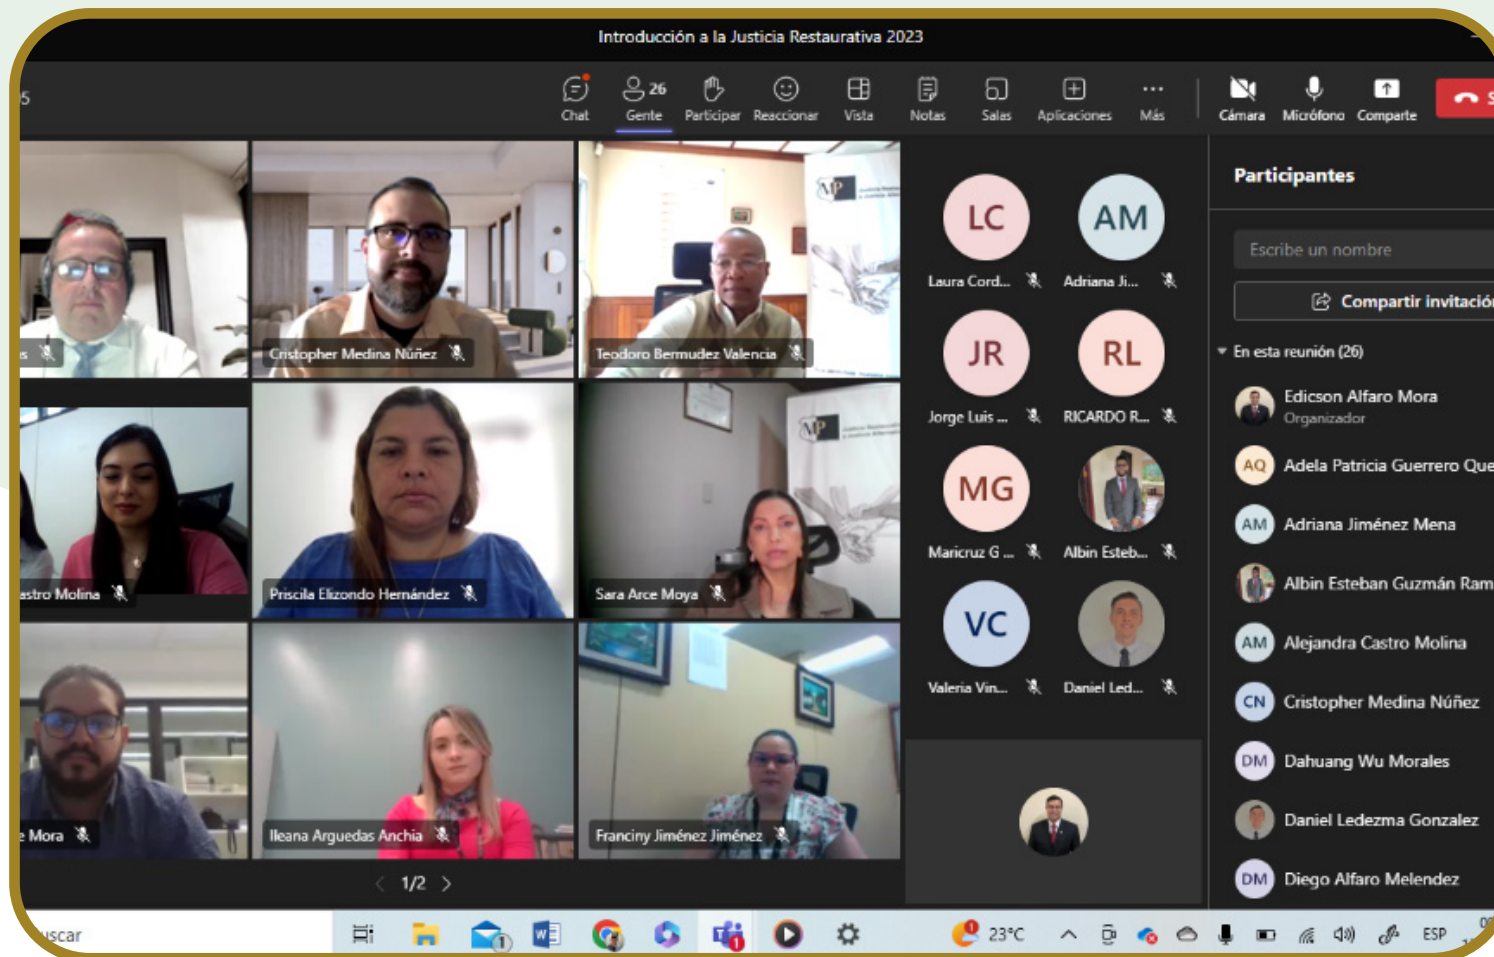 Introducción a la Justicia Restaurativa 2023
Chat
26
Gente
Participar
Reaccionar
Vista
Notas
Salas
Aplicaciones
Más
Cámara
Micrófono
Comparte
Cristopher Medina Núñez
Teodoro Bermudez Valencia
MP
Molina
Priscila Elizondo Hernández
Sara Arce Moya
MP
Mora
Ileana Arguedas Anchia
Franciny Jiménez Jiménez
1/2
LC
AM
Laura Cord...
Adriana Ji...
JR
RL
Jorge Luis ...
RICARDO R...
MG
Maricruz G ...
Albin Esteb...
VC
Valeria Vin...
Daniel Led...
Participantes
Escribe un nombre
Compartir invitación
En esta reunión (26)
Edicson Alfaro Mora
Organizador
AQ
Adela Patricia Guerrero Que
AM
Adriana Jiménez Mena
Albin Esteban Guzmán Ram
AM
Alejandra Castro Molina
CN
Cristopher Medina Núñez
DM
Dahuang Wu Morales
Daniel Ledezma Gonzalez
DM
Diego Alfaro Melendez
23°C
ESP